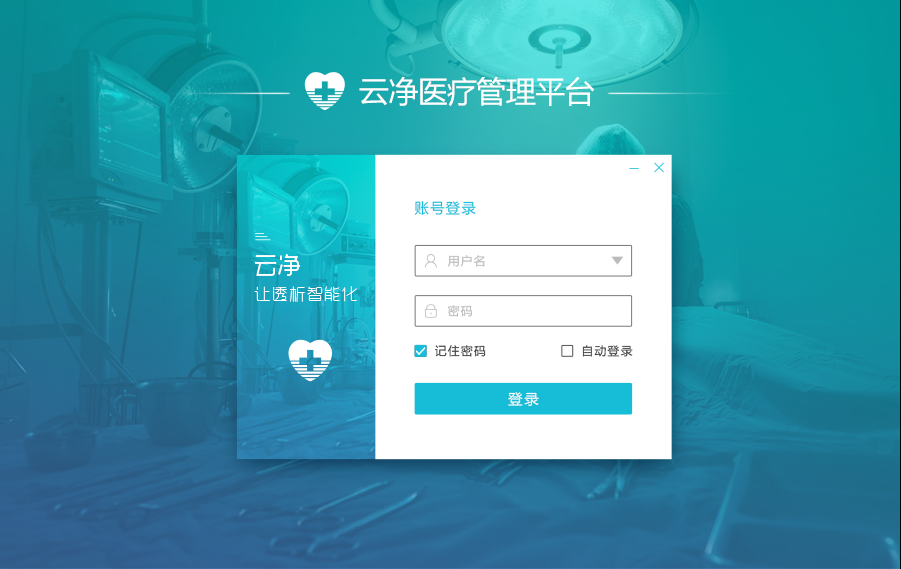 云净医疗管理平台
云净
让透析智能化
账号登录
用户名
密码
记住密码 自动登录
登录